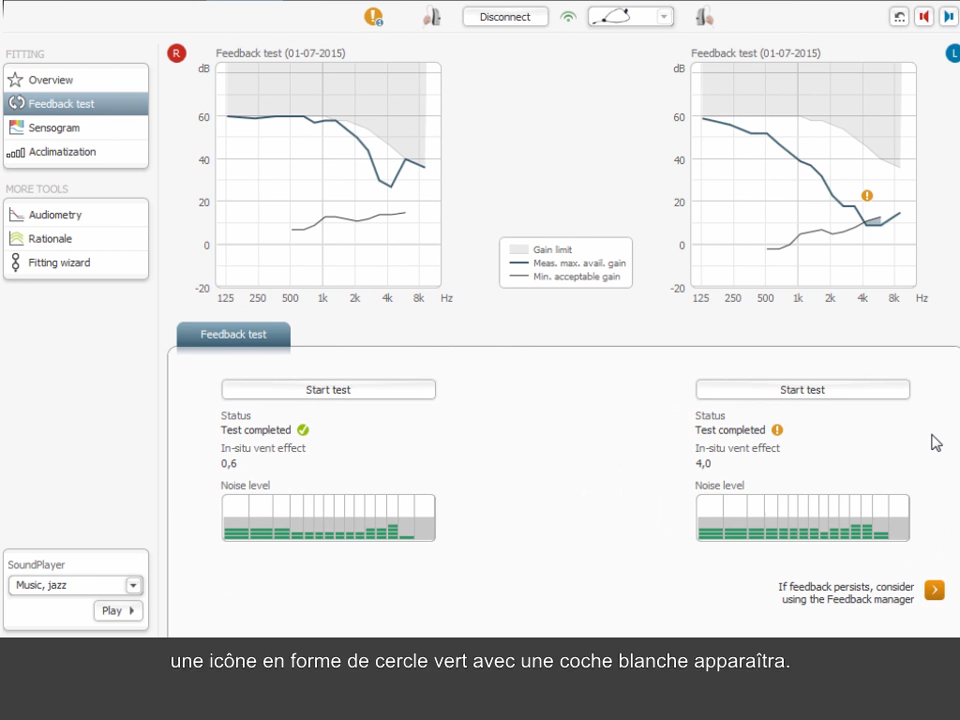 Disconnect
FITTING
Overview
Feedback test
Sensogram
Acclimatization
MORE TOOLS
Audiometry
Rationale
Fitting wizard
SoundPlayer
Music, jazz
Play
R
Feedback test (01-07-2015)
dB
60
40
20
0
-20
125 250 500 1k 2k 4k 8k Hz
Gain limit
Meas. max. avail. gain
Min. acceptable gain
Feedback test (01-07-2015)
L
dB
60
40
20
0
-20
125 250 500 1k 2k 4k 8k Hz
Feedback test
Start test
Status
Test completed
In-situ vent effect
0,6
Noise level
Start test
Status
Test completed
In-situ vent effect
4,0
Noise level
If feedback persists, consider
using the Feedback manager
une icône en forme de cercle vert avec une coche blanche apparaîtra.